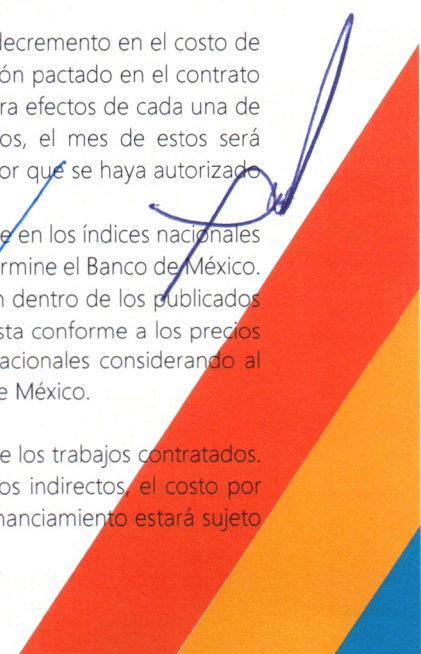 decremento en el costo de
ón pactado en el contrato
ra efectos de cada una de
os, el mes de estos será
or que se haya autorizado
e en los índices nacionales
rmine el Banco de México.
n dentro de los publicados
sta conforme a los precios
acionales considerando al
e México.
e los trabajos contratados.
os indirectos, el costo por
nanciamiento estará sujeto